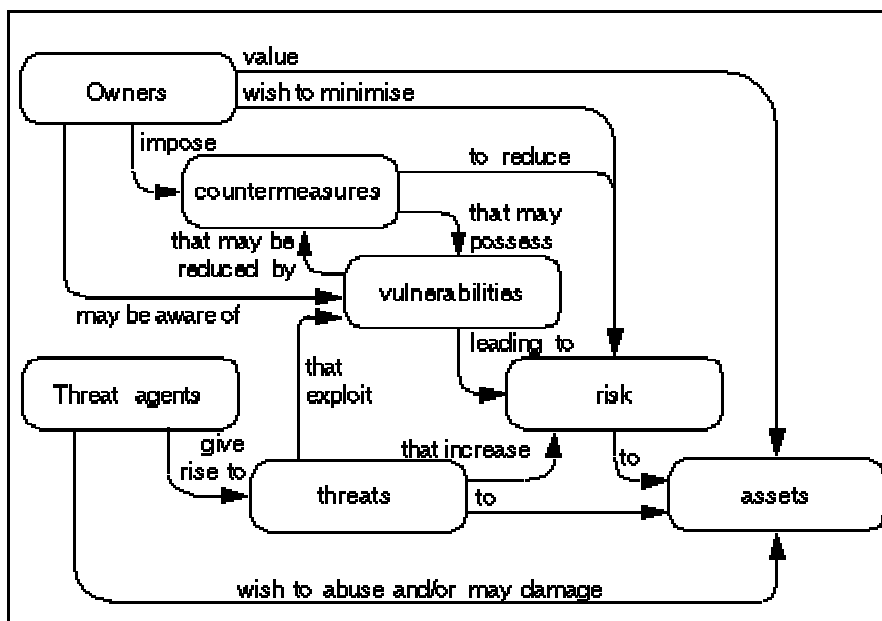 value
Owners
wish to minimise
impose
to reduce
countermeasures
that may
possess
that may be
reduced by
vulnerabilities
may be aware of
leading to
that
exploit
Threat agents
risk
give
rise to
that increase
to
threats
to
assets
wish to abuse and/or may damage